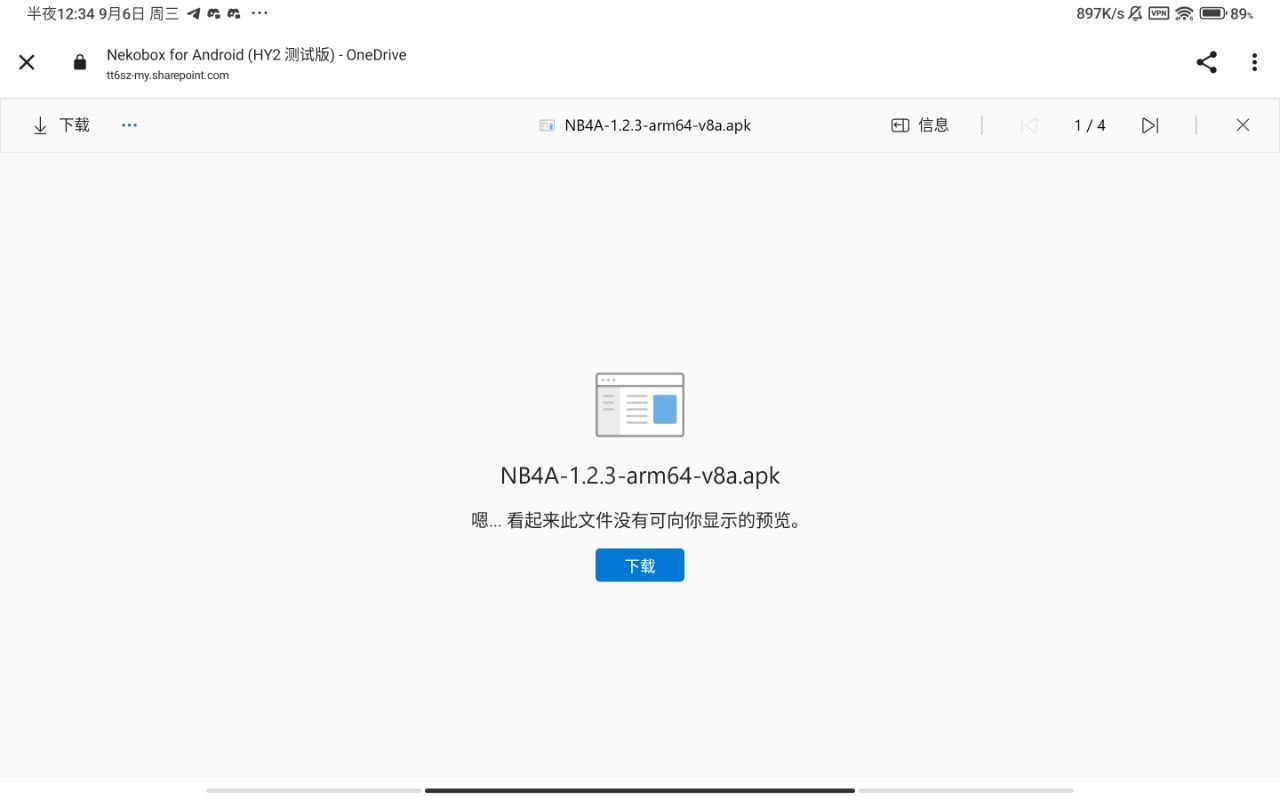 半夜12:34 9月6日 周三 ···
897K/s VPN 89%
Nekobox for Android (HY2 测试版) - OneDrive
tt6sz-my.sharepoint.com
下载 ···
NB4A-1.2.3-arm64-v8a.apk
信息
1 / 4
NB4A-1.2.3-arm64-v8a.apk
嗯... 看起来此文件没有可向你显示的预览。
下载